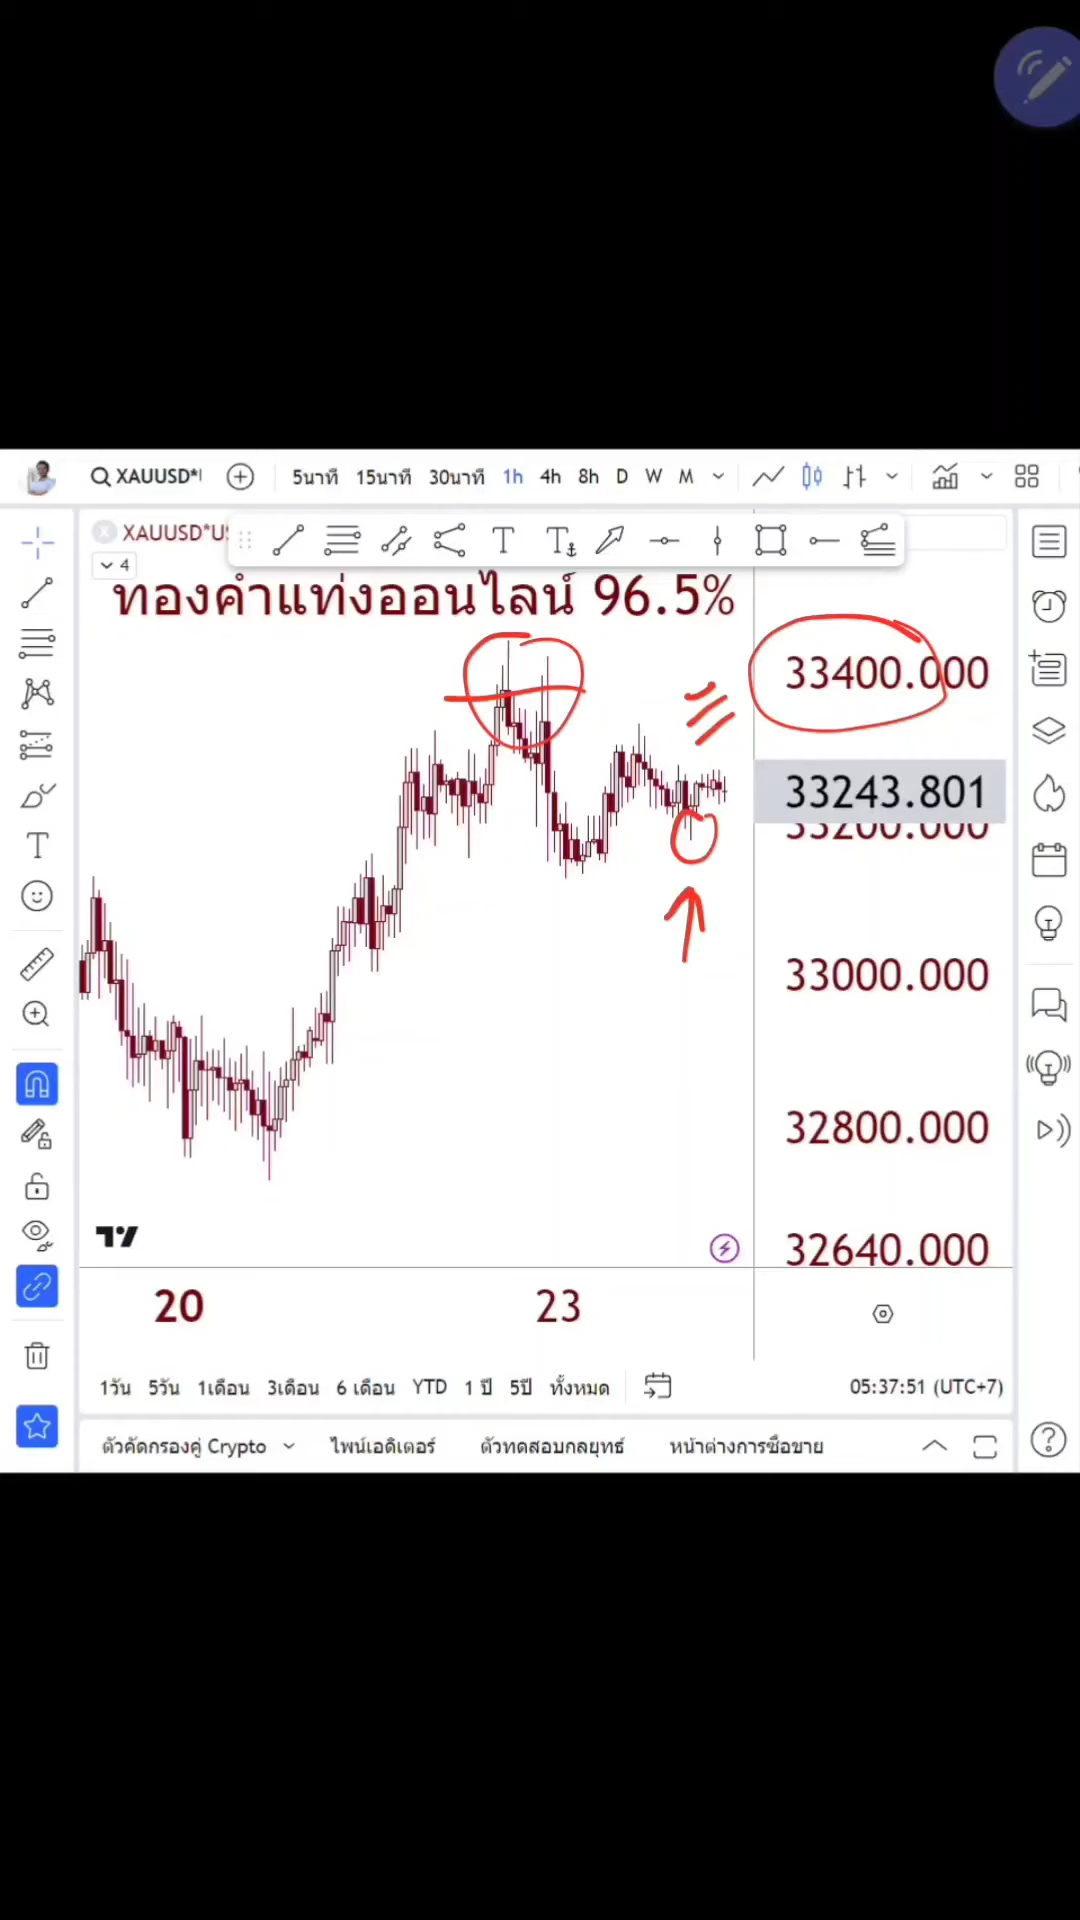 XAUUSD*
5นาที 15นาที 30นาที 1h 4h 8h D W M
XAUUSD*U
4
ทองคำแท่งออนไลน์ 96.5%
33400.000
33243.801
33200.000
33000.000
32800.000
32640.000
20 23
1วัน 5วัน 1เดือน 3เดือน 6 เดือน YTD 1 ปี 5ปี ทั้งหมด 05:37:51 (UTC+7)
ตัวคัดกรองคู่ Crypto ไพน์เอดิเตอร์ ตัวทดสอบกลยุทธ์ หน้าต่างการซื้อขาย